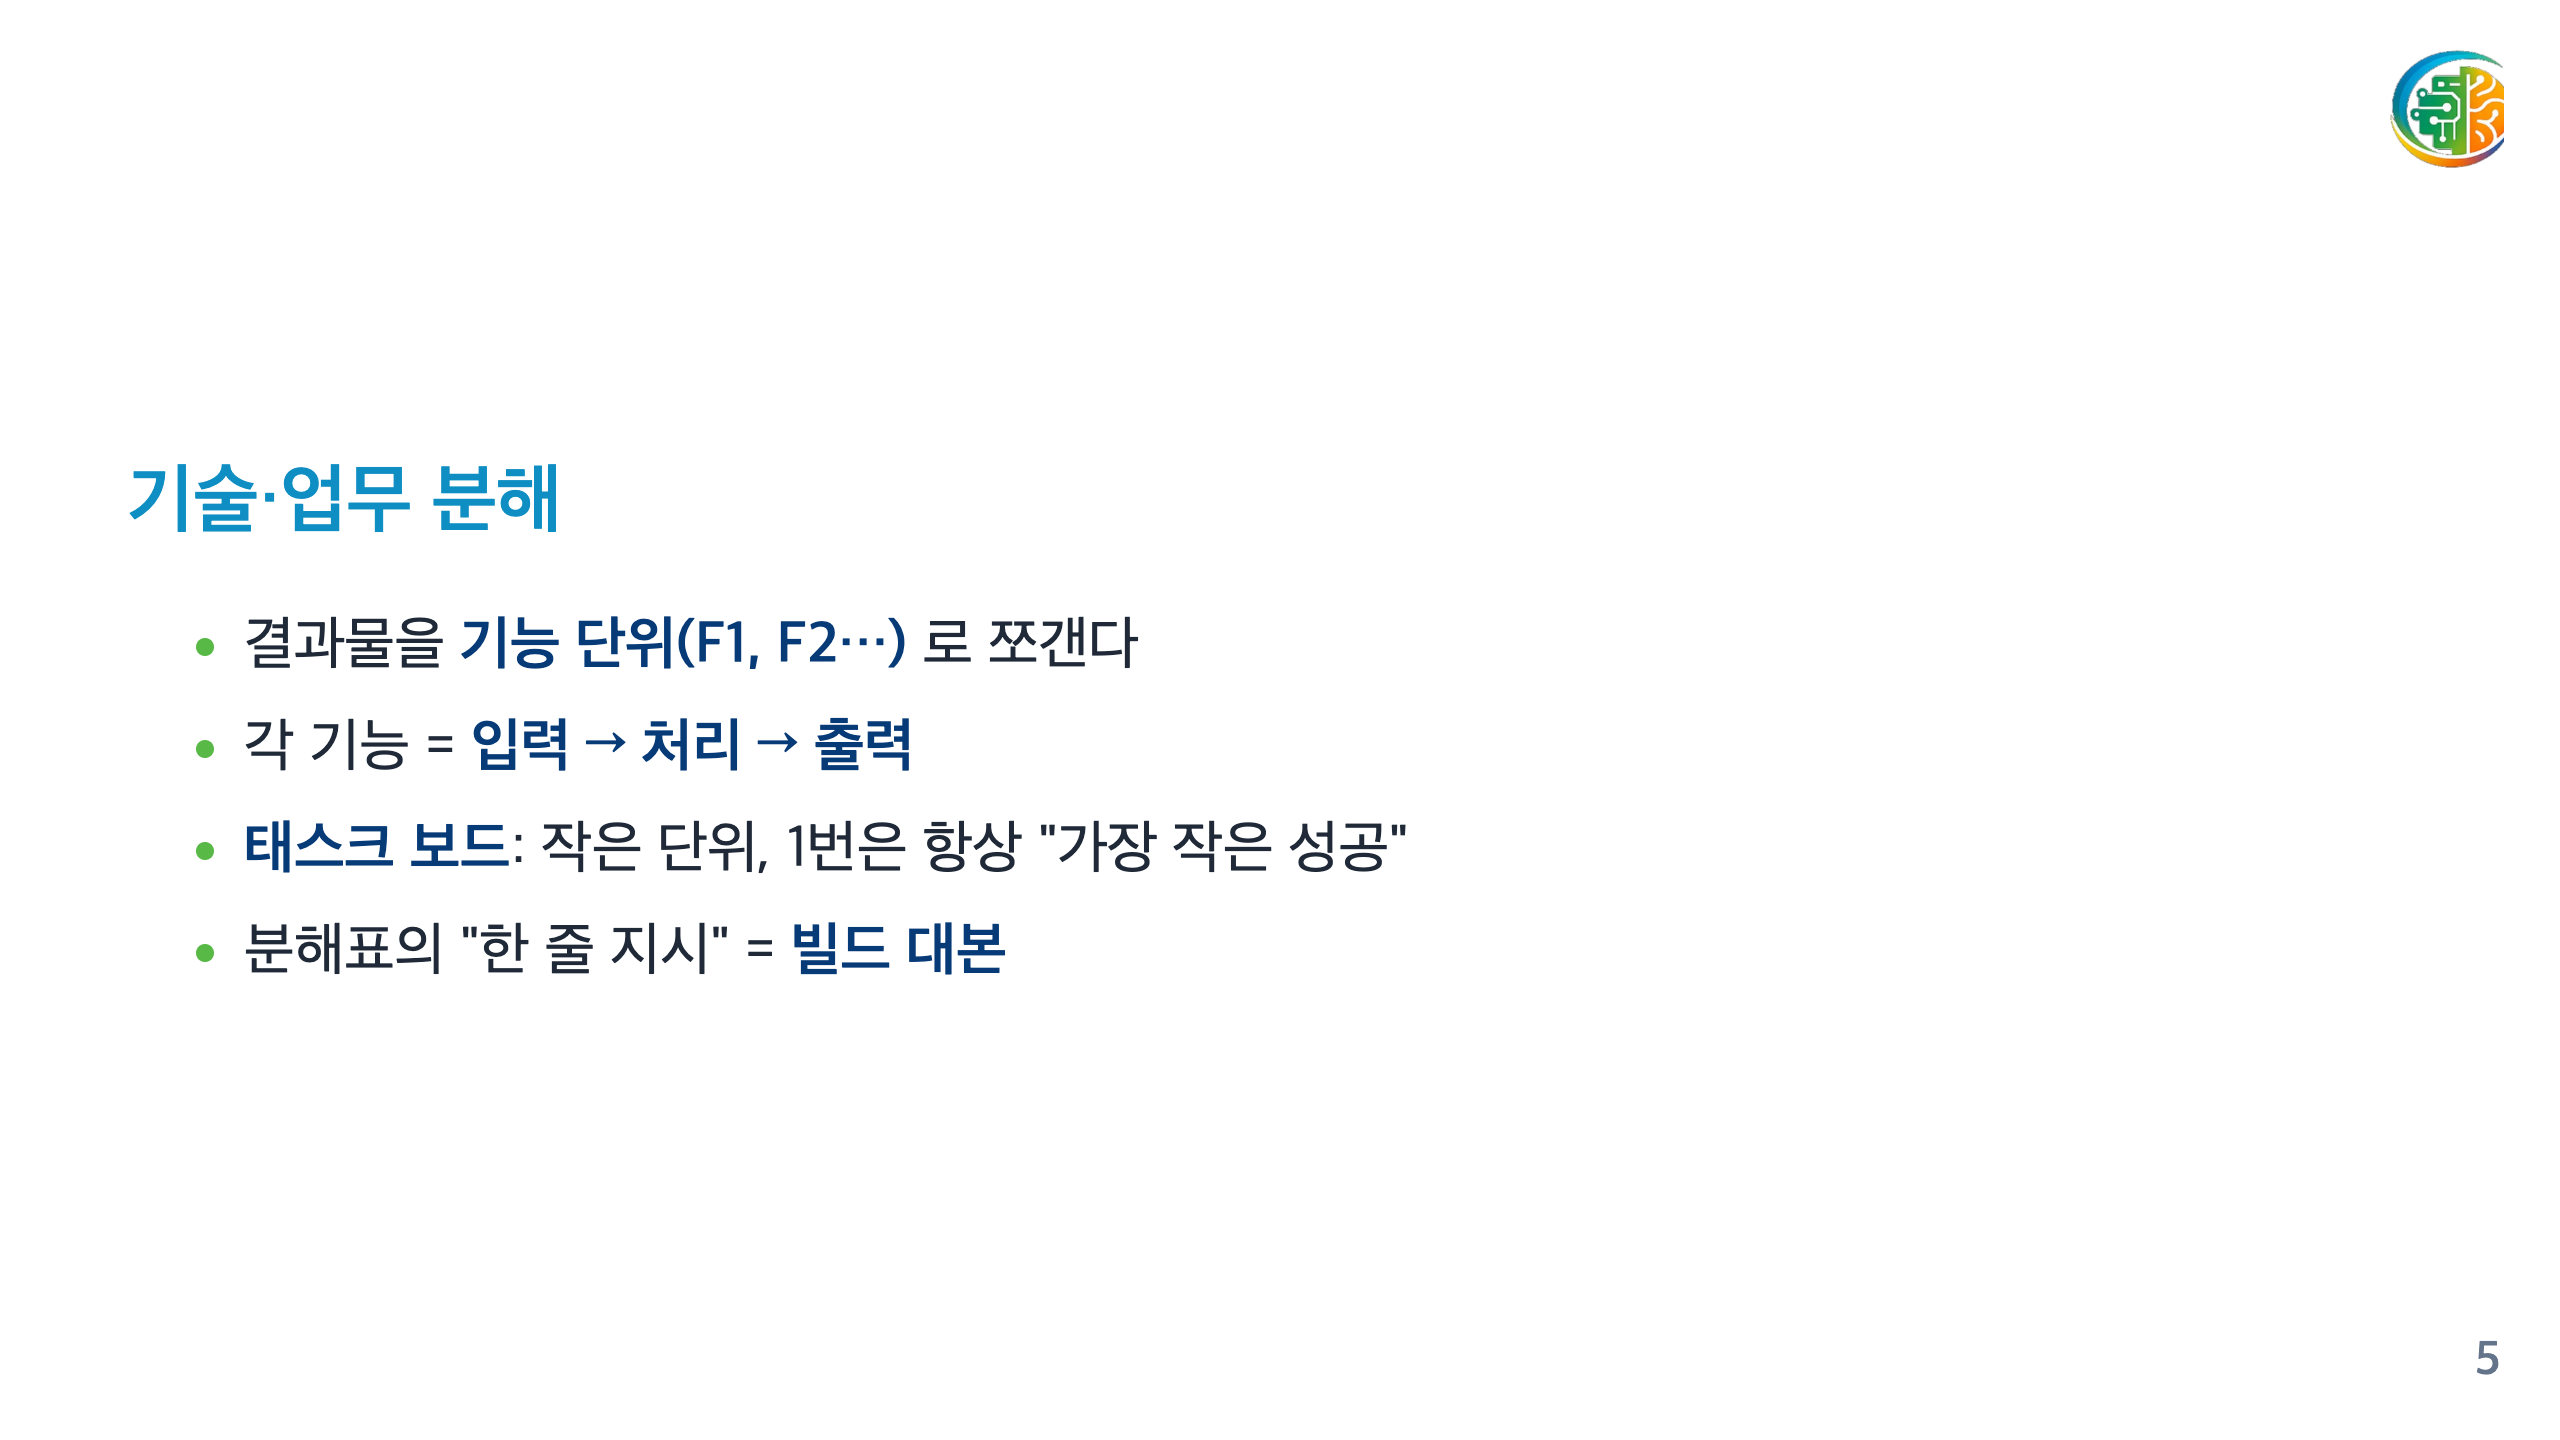 기술·업무 분해
• 결과물을 기능 단위(F1, F2…) 로 쪼갠다
• 각 기능 = 입력 → 처리 → 출력
• 태스크 보드: 작은 단위, 1번은 항상 "가장 작은 성공"
• 분해표의 "한 줄 지시" = 빌드 대본
5